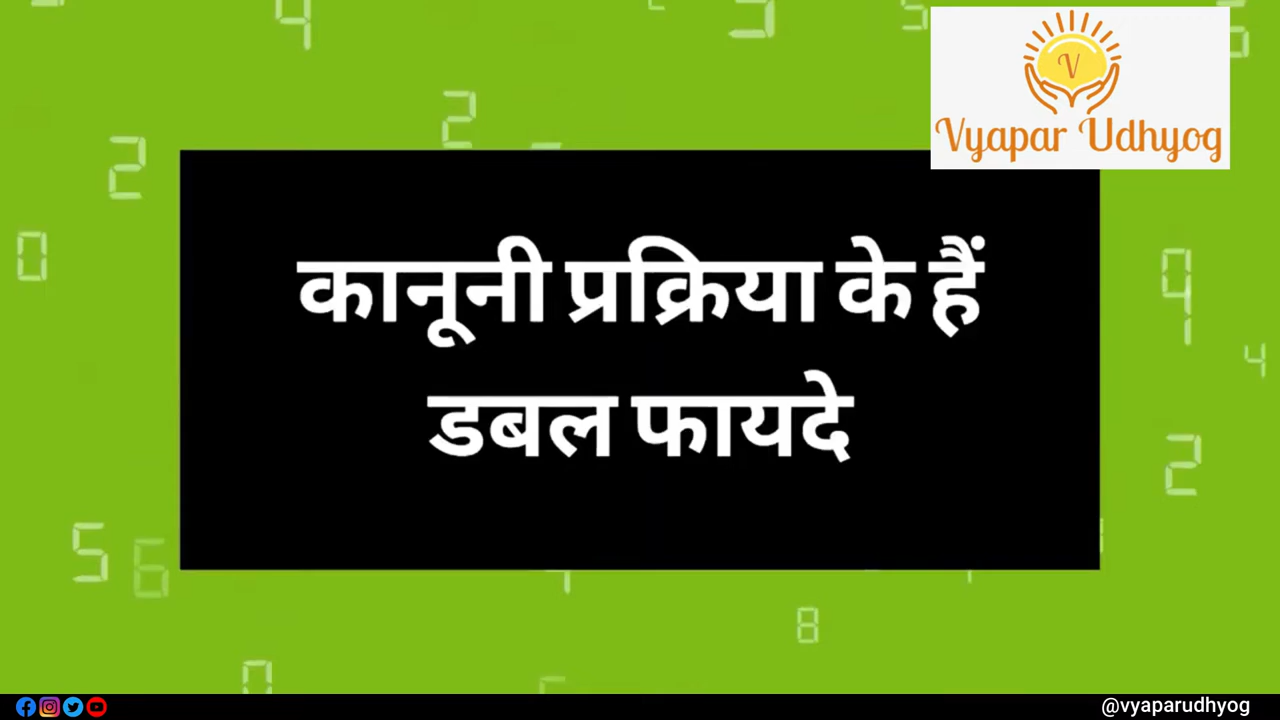 V
Vyapar Udhyog
कानूनी प्रक्रिया के हैं
डबल फायदे
@vyaparudhyog